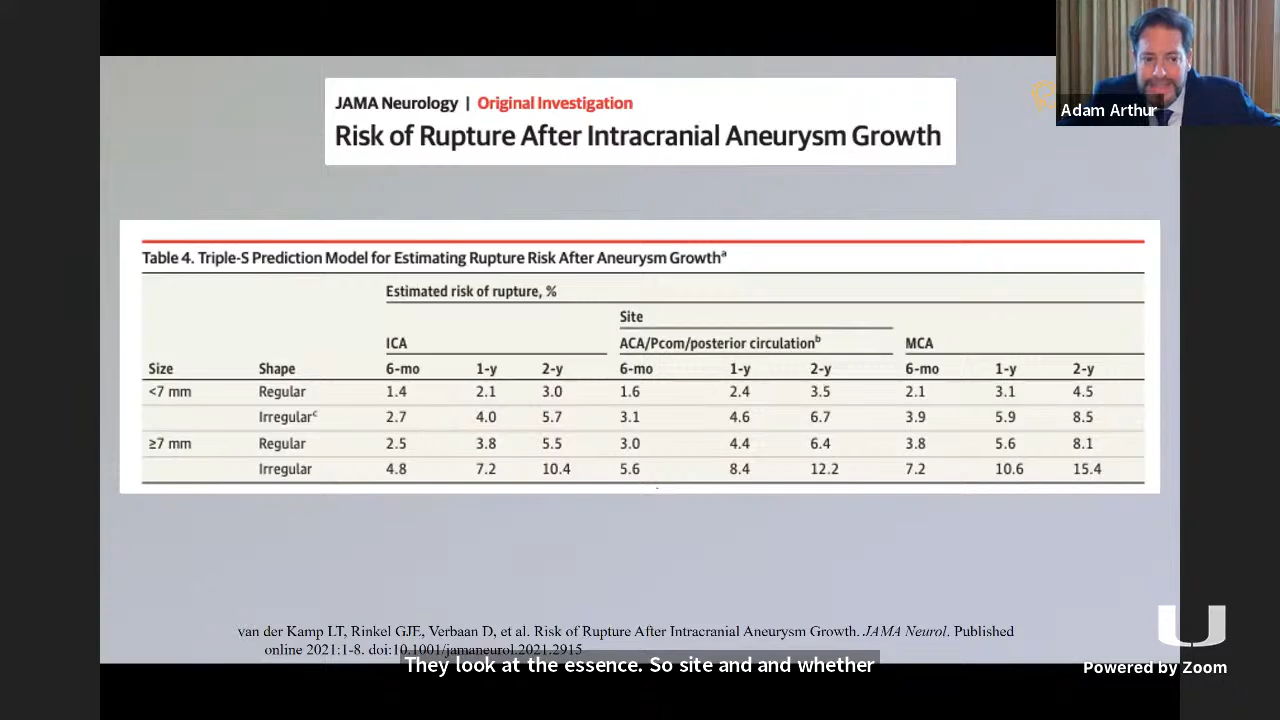 Adam Arthur
JAMA Neurology | Original Investigation
Risk of Rupture After Intracranial Aneurysm Growth
Table 4. Triple-S Prediction Model for Estimating Rupture Risk After Aneurysm Growthᵃ
Estimated risk of rupture, %
Site
ICA ACA/Pcom/posterior circulationᵇ MCA
Size Shape 6-mo 1-y 2-y 6-mo 1-y 2-y 6-mo 1-y 2-y
<7 mm Regular 1.4 2.1 3.0 1.6 2.4 3.5 2.1 3.1 4.5
Irregularᶜ 2.7 4.0 5.7 3.1 4.6 6.7 3.9 5.9 8.5
≥7 mm Regular 2.5 3.8 5.5 3.0 4.4 6.4 3.8 5.6 8.1
Irregular 4.8 7.2 10.4 5.6 8.4 12.2 7.2 10.6 15.4
van der Kamp LT, Rinkel GJE, Verbaan D, et al. Risk of Rupture After Intracranial Aneurysm Growth. JAMA Neurol. Published
online 2021:1-8. doi:10.1001/jamaneurol.2021.2915
They look at the essence. So site and and whether
U
Powered by Zoom